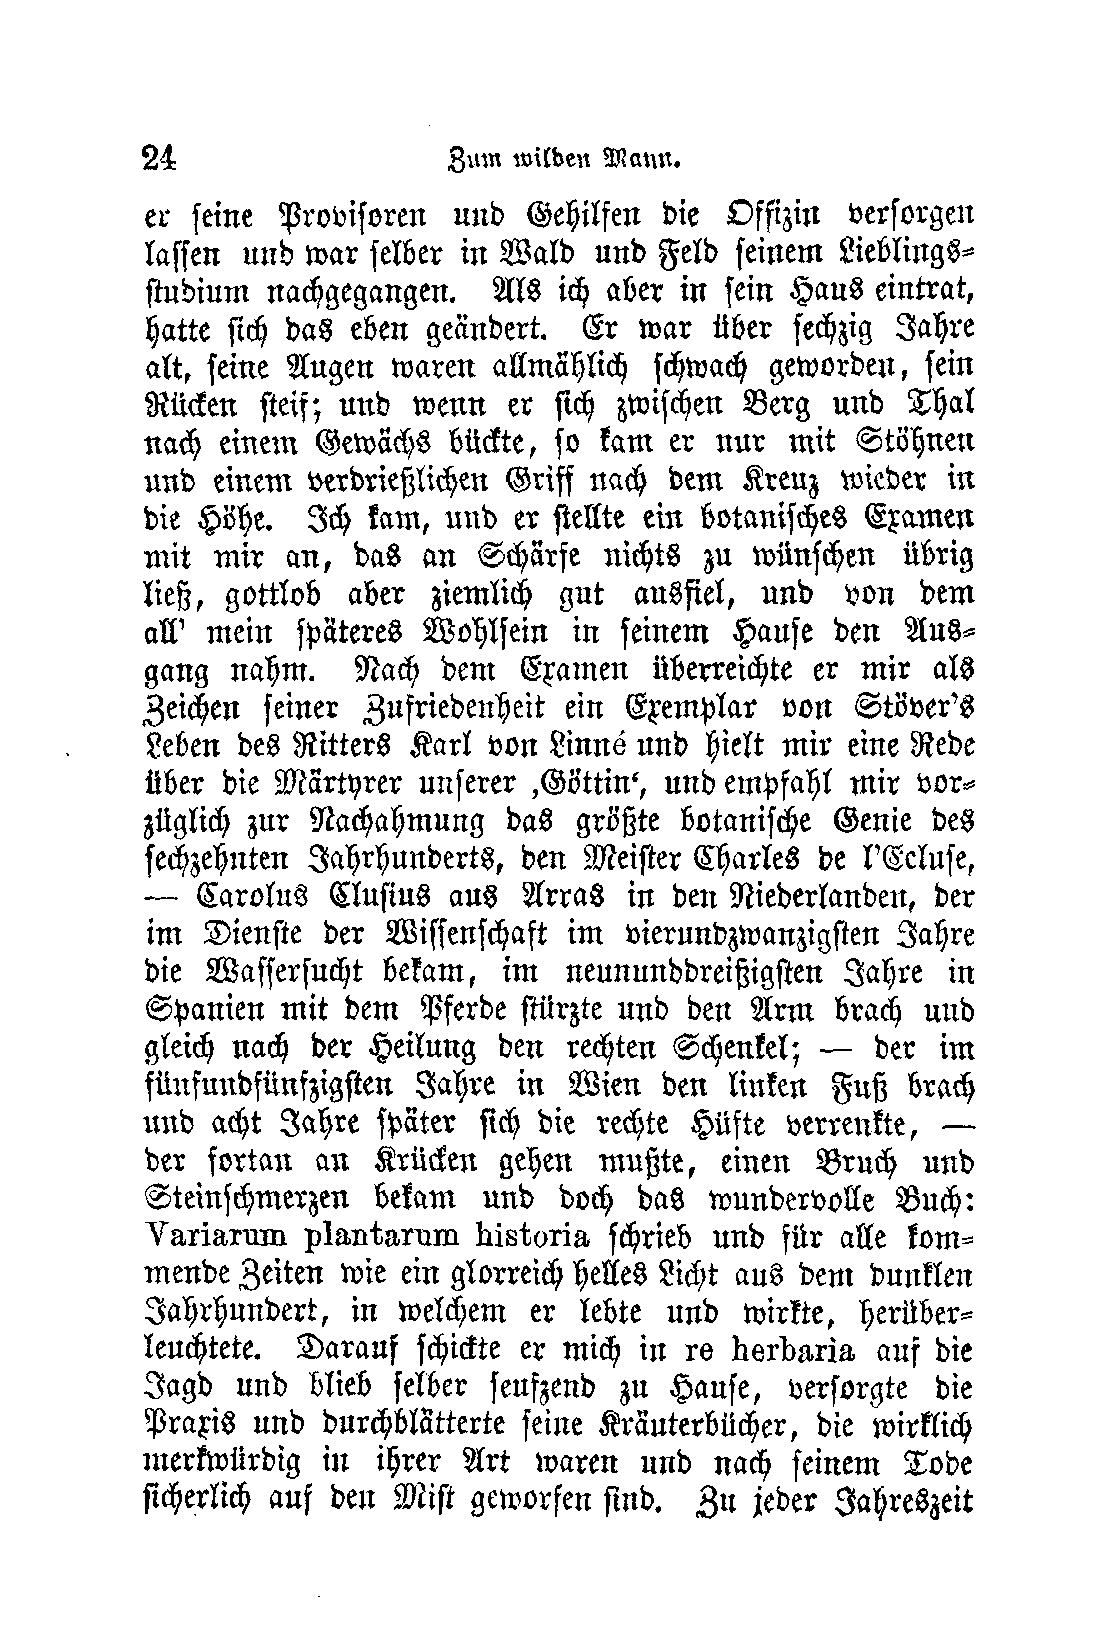 24 Zum wilden Mann.
er seine Provisoren und Gehilfen die Offizin versorgen
lassen und war selber in Wald und Feld seinem Lieblings=
studium nachgegangen. Als ich aber in sein Haus eintrat,
hatte sich das eben geändert. Er war über sechzig Jahre
alt, seine Augen waren allmählich schwach geworden, sein
Rücken steif; und wenn er sich zwischen Berg und Thal
nach einem Gewächs bückte, so kam er nur mit Stöhnen
und einem verdrießlichen Griff nach dem Kreuz wieder in
die Höhe. Ich kam, und er stellte ein botanisches Examen
mit mir an, das an Schärfe nichts zu wünschen übrig
ließ, gottlob aber ziemlich gut ausfiel, und von dem
all' mein späteres Wohlsein in seinem Hause den Aus=
gang nahm. Nach dem Examen überreichte er mir als
Zeichen seiner Zufriedenheit ein Exemplar von Stöver's
Leben des Ritters Karl von Linné und hielt mir eine Rede
über die Märtyrer unserer ‚Göttin‘, und empfahl mir vor=
züglich zur Nachahmung das größte botanische Genie des
sechzehnten Jahrhunderts, den Meister Charles de l'Ecluse,
— Carolus Clusius aus Arras in den Niederlanden, der
im Dienste der Wissenschaft im vierundzwanzigsten Jahre
die Wassersucht bekam, im neununddreißigsten Jahre in
Spanien mit dem Pferde stürzte und den Arm brach und
gleich nach der Heilung den rechten Schenkel; — der im
fünfundfünfzigsten Jahre in Wien den linken Fuß brach
und acht Jahre später sich die rechte Hüfte verrenkte, —
der fortan an Krücken gehen mußte, einen Bruch und
Steinschmerzen bekam und doch das wundervolle Buch:
Variarum plantarum historia schrieb und für alle kom=
mende Zeiten wie ein glorreich helles Licht aus dem dunklen
Jahrhundert, in welchem er lebte und wirkte, herüber=
leuchtete. Darauf schickte er mich in re herbaria auf die
Jagd und blieb selber seufzend zu Hause, versorgte die
Praxis und durchblätterte seine Kräuterbücher, die wirklich
merkwürdig in ihrer Art waren und nach seinem Tode
sicherlich auf den Mist geworfen sind. Zu jeder Jahreszeit